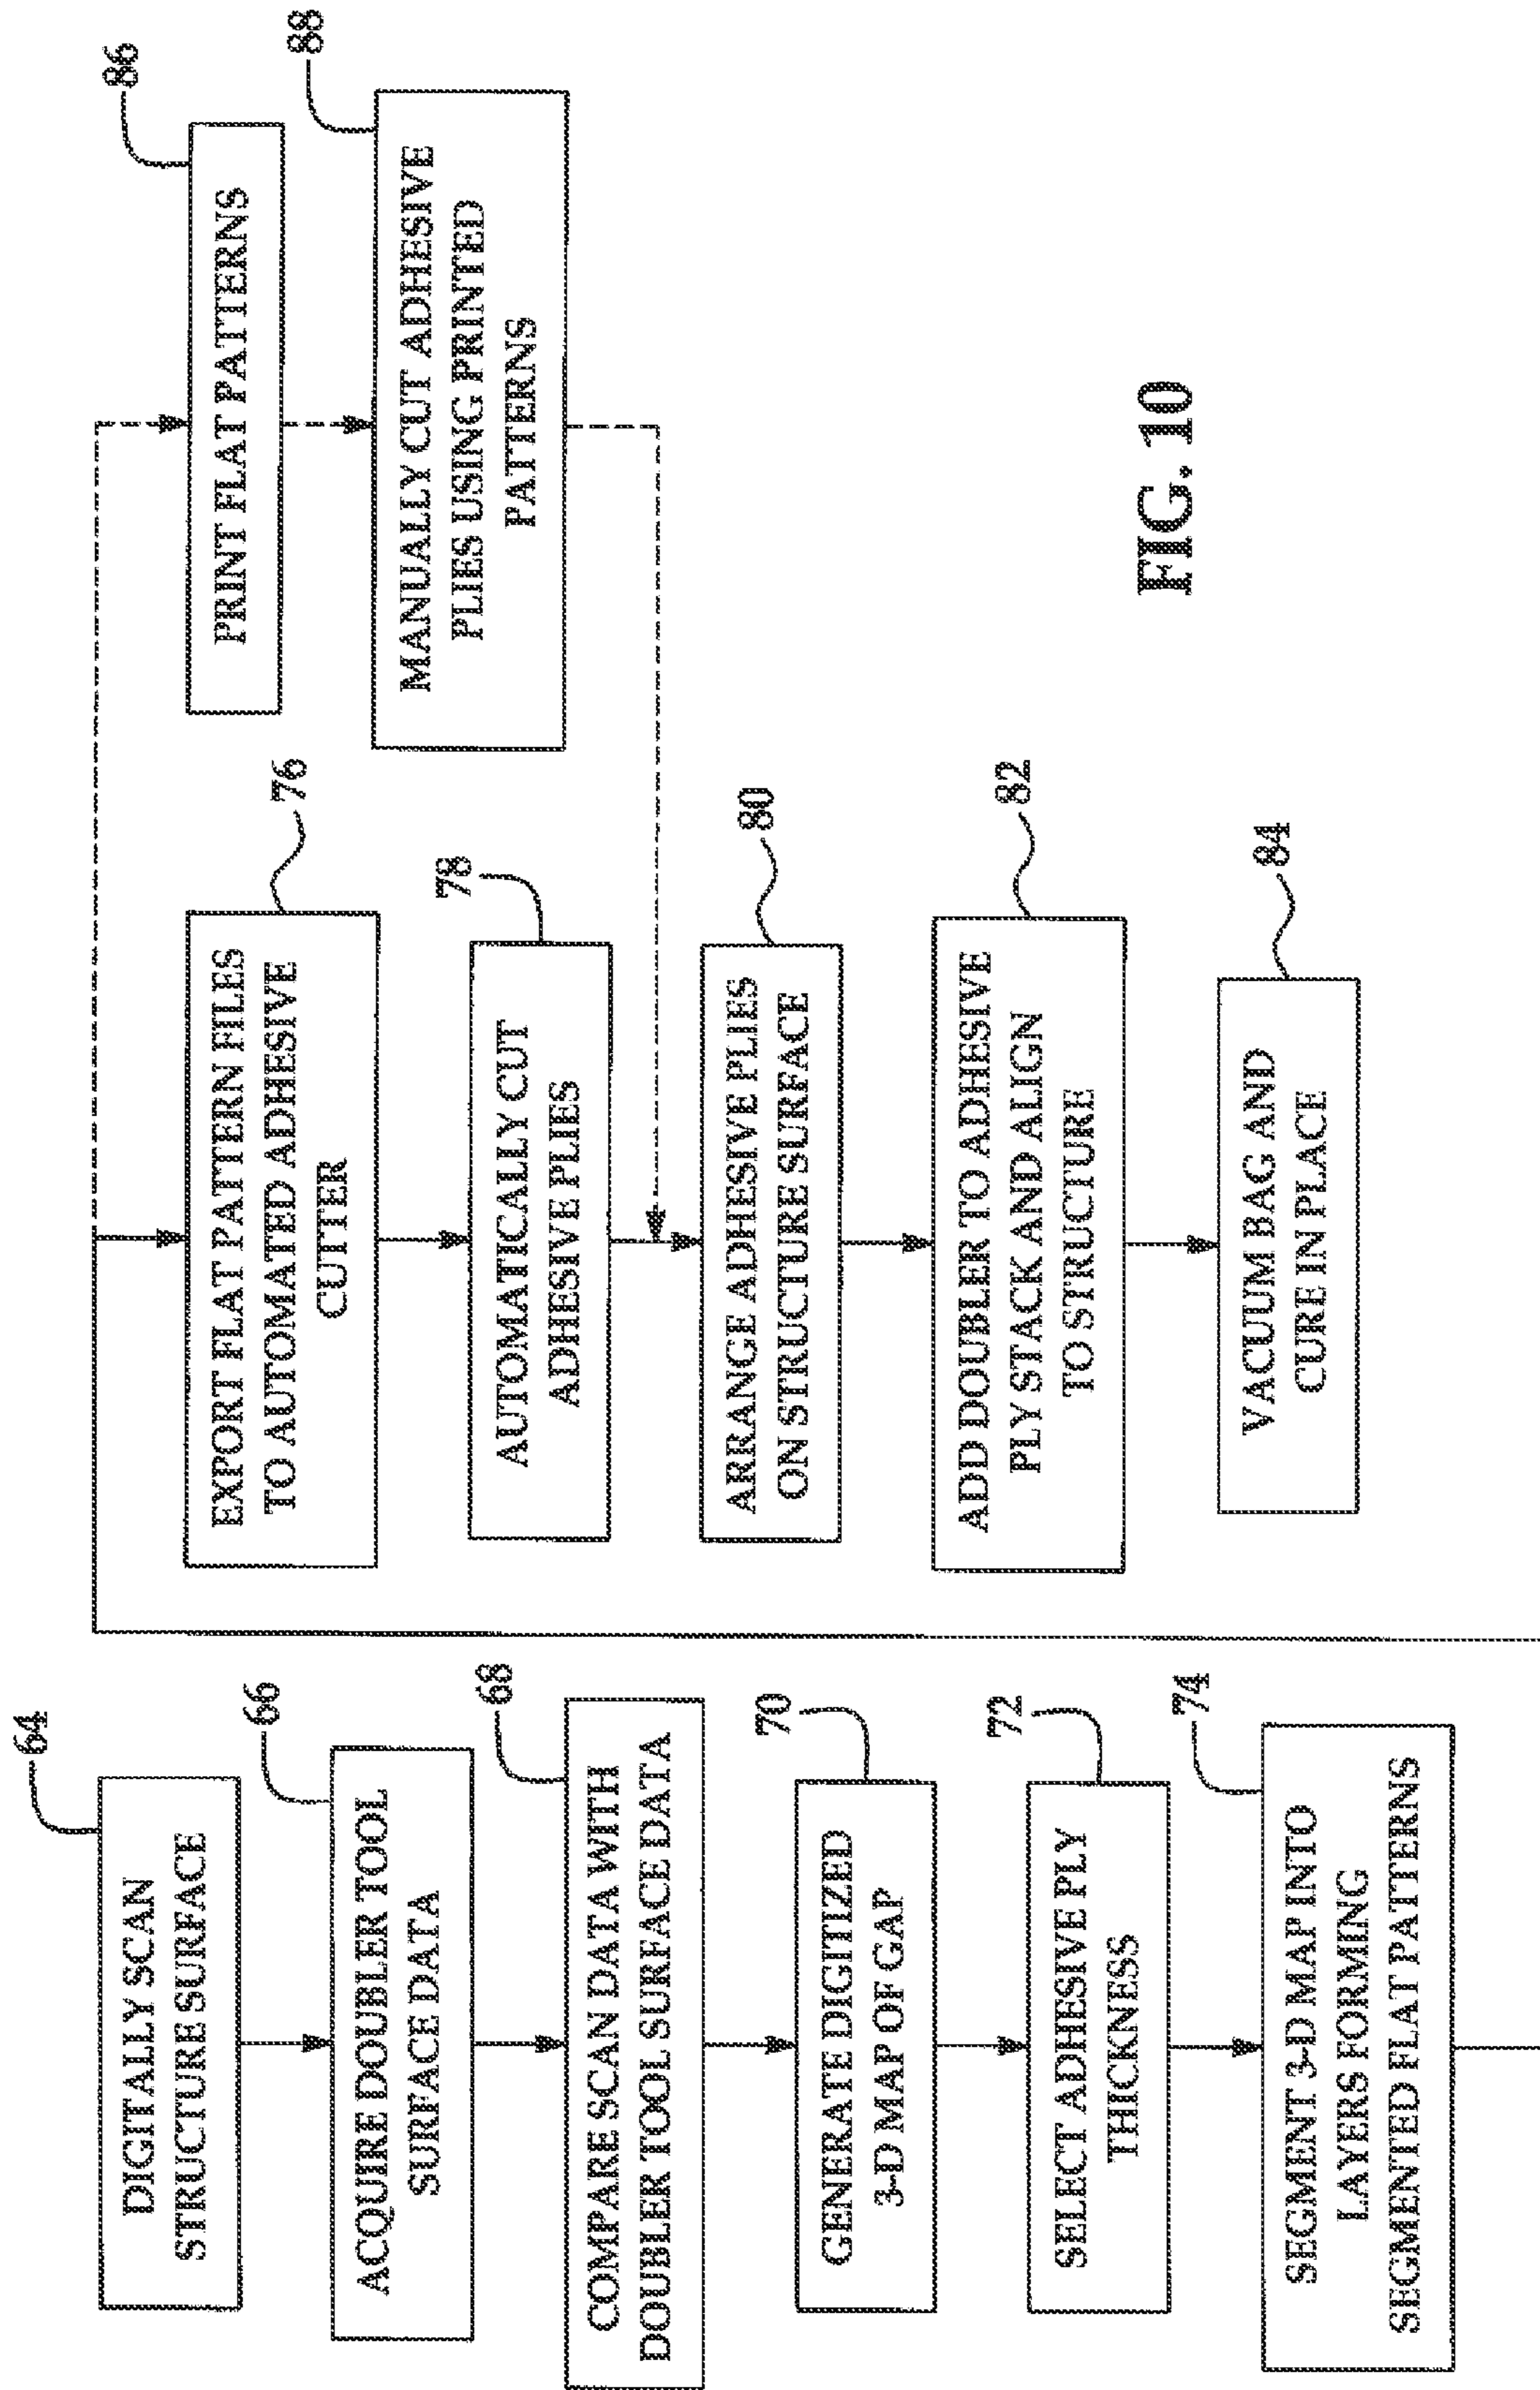 64
DIGITALLY SCAN
STRUCTURE SURFACE
66
ACQUIRE DOUBLER TOOL
SURFACE DATA
68
COMPARE SCAN DATA WITH
DOUBLER TOOL SURFACE DATA
70
GENERATE DIGITIZED
3-D MAP OF GAP
72
SELECT ADHESIVE PLY
THICKNESS
74
SEGMENT 3-D MAP INTO
LAYERS FORMING
SEGMENTED FLAT PATTERNS
76
EXPORT FLAT PATTERN FILES
TO AUTOMATED ADHESIVE
CUTTER
78
AUTOMATICALLY CUT
ADHESIVE PLIES
80
ARRANGE ADHESIVE PLIES
ON STRUCTURE SURFACE
82
ADD DOUBLER TO ADHESIVE
PLY STACK AND ALIGN
TO STRUCTURE
84
VACUUM BAG AND
CURE IN PLACE
86
PRINT FLAT PATTERNS
88
MANUALLY CUT ADHESIVE
PLIES USING PRINTED
PATTERNS
FIG. 10